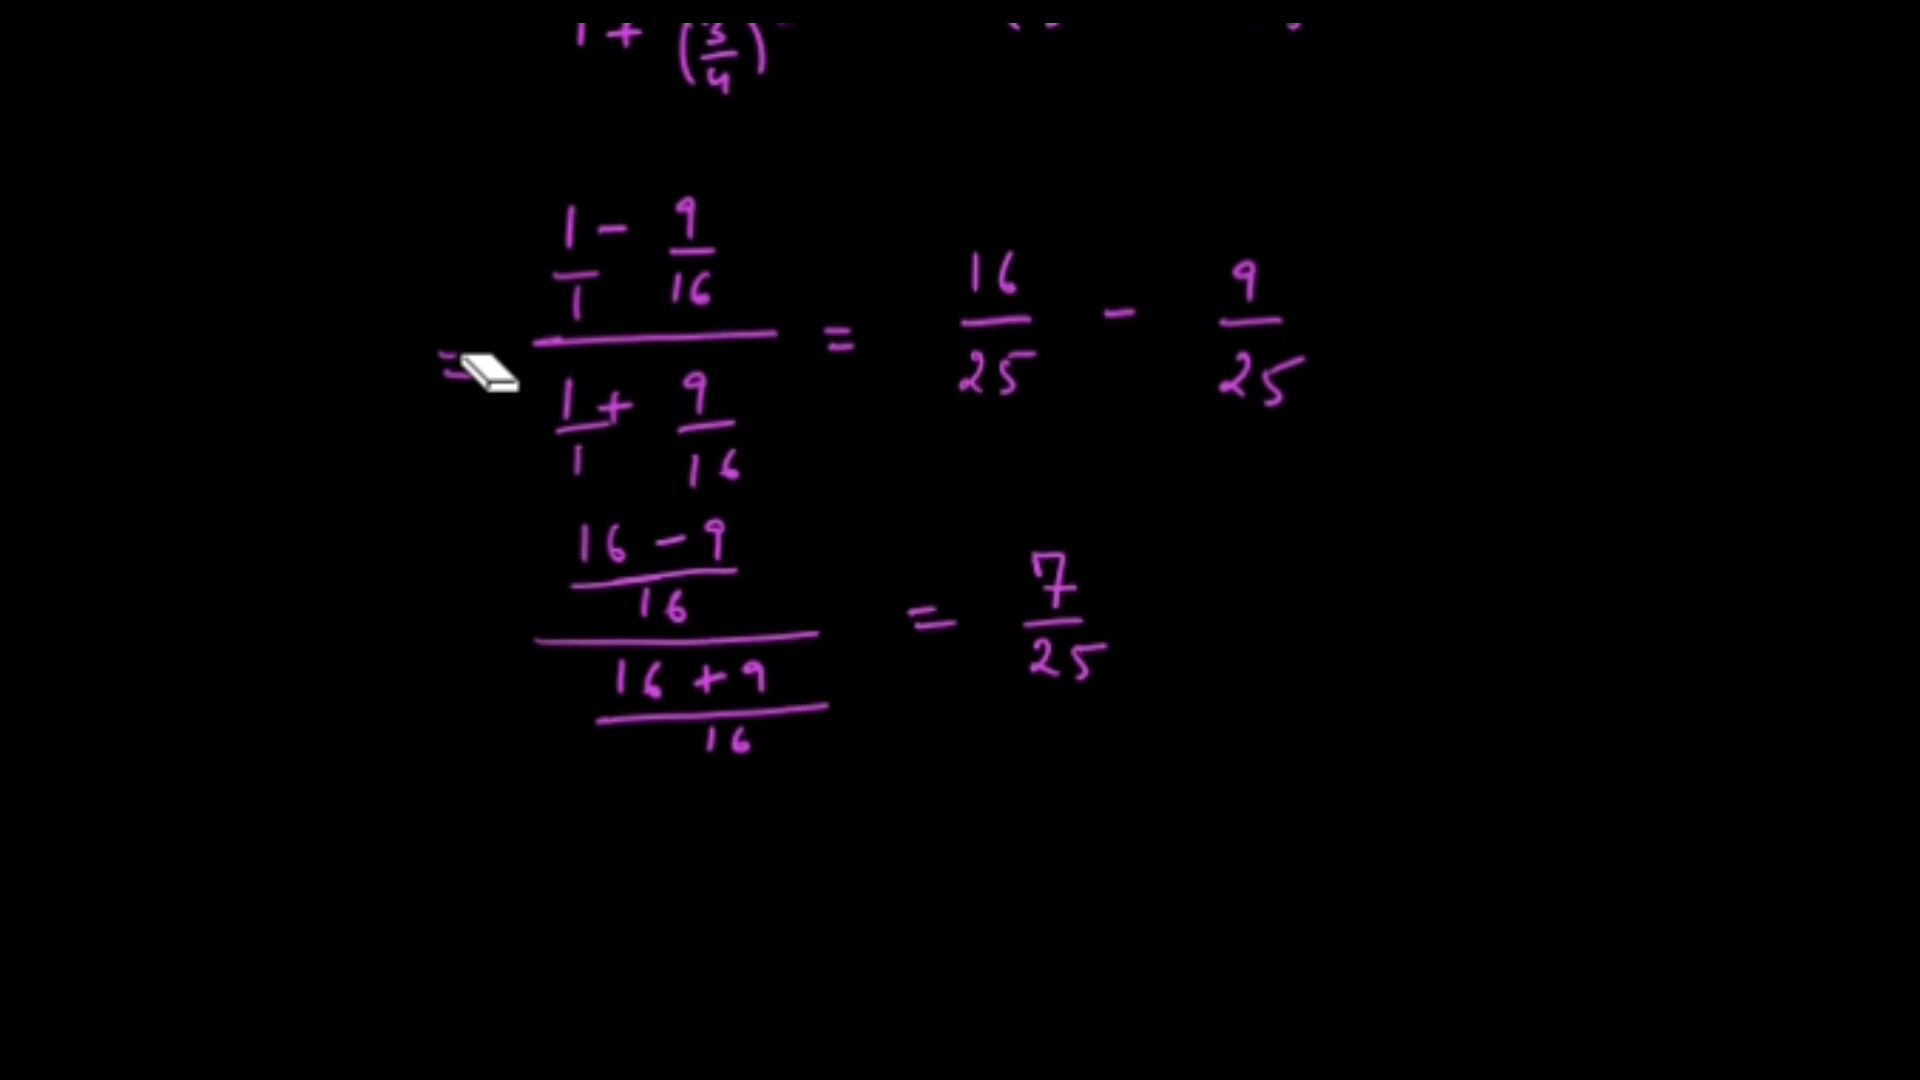 1 + (3/4)
= (1/1 - 9/16) / (1/1 + 9/16) = 16/25 - 9/25
((16 - 9)/16) / ((16 + 9)/16) = 7/25